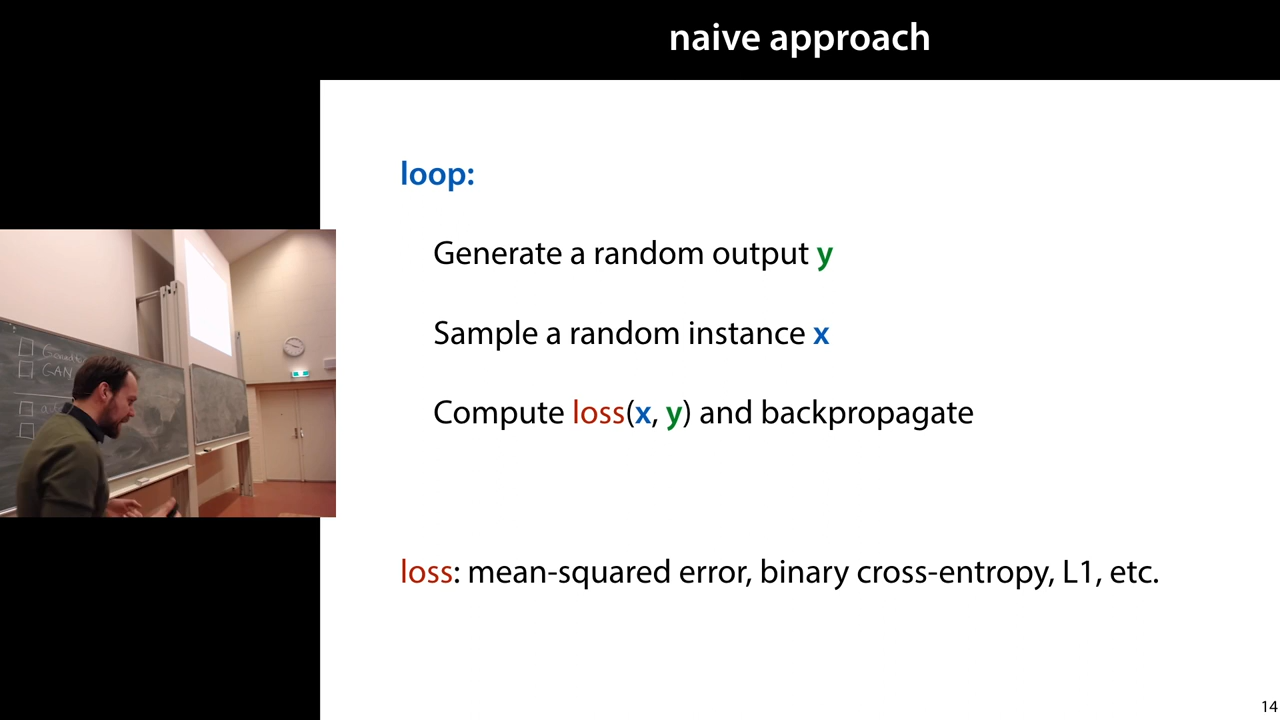 naive approach
loop:
Generate a random output y
Sample a random instance x
Compute loss(x, y) and backpropagate
loss: mean-squared error, binary cross-entropy, L1, etc.
GAN
14